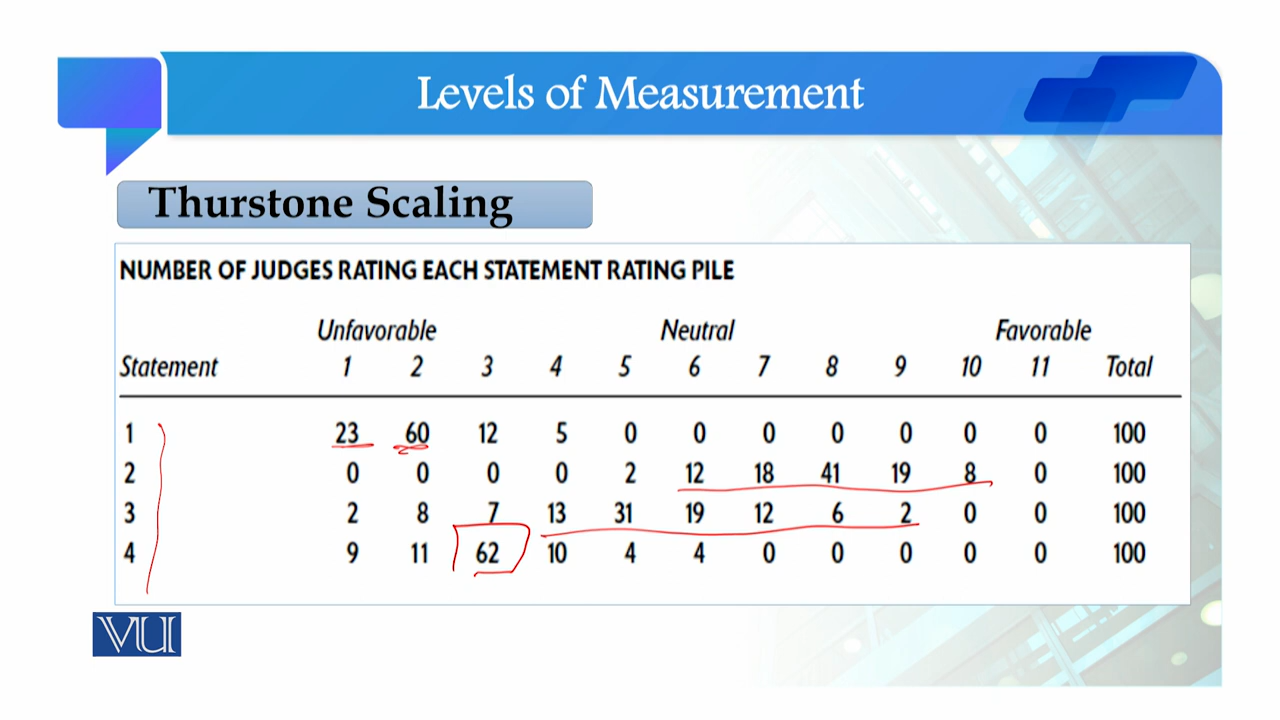 Levels of Measurement
Thurstone Scaling
NUMBER OF JUDGES RATING EACH STATEMENT RATING PILE
Unfavorable Neutral Favorable
Statement 1 2 3 4 5 6 7 8 9 10 11 Total
1 23 60 12 5 0 0 0 0 0 0 0 100
2 0 0 0 0 2 12 18 41 19 8 0 100
3 2 8 7 13 31 19 12 6 2 0 0 100
4 9 11 62 10 4 4 0 0 0 0 0 100
VU